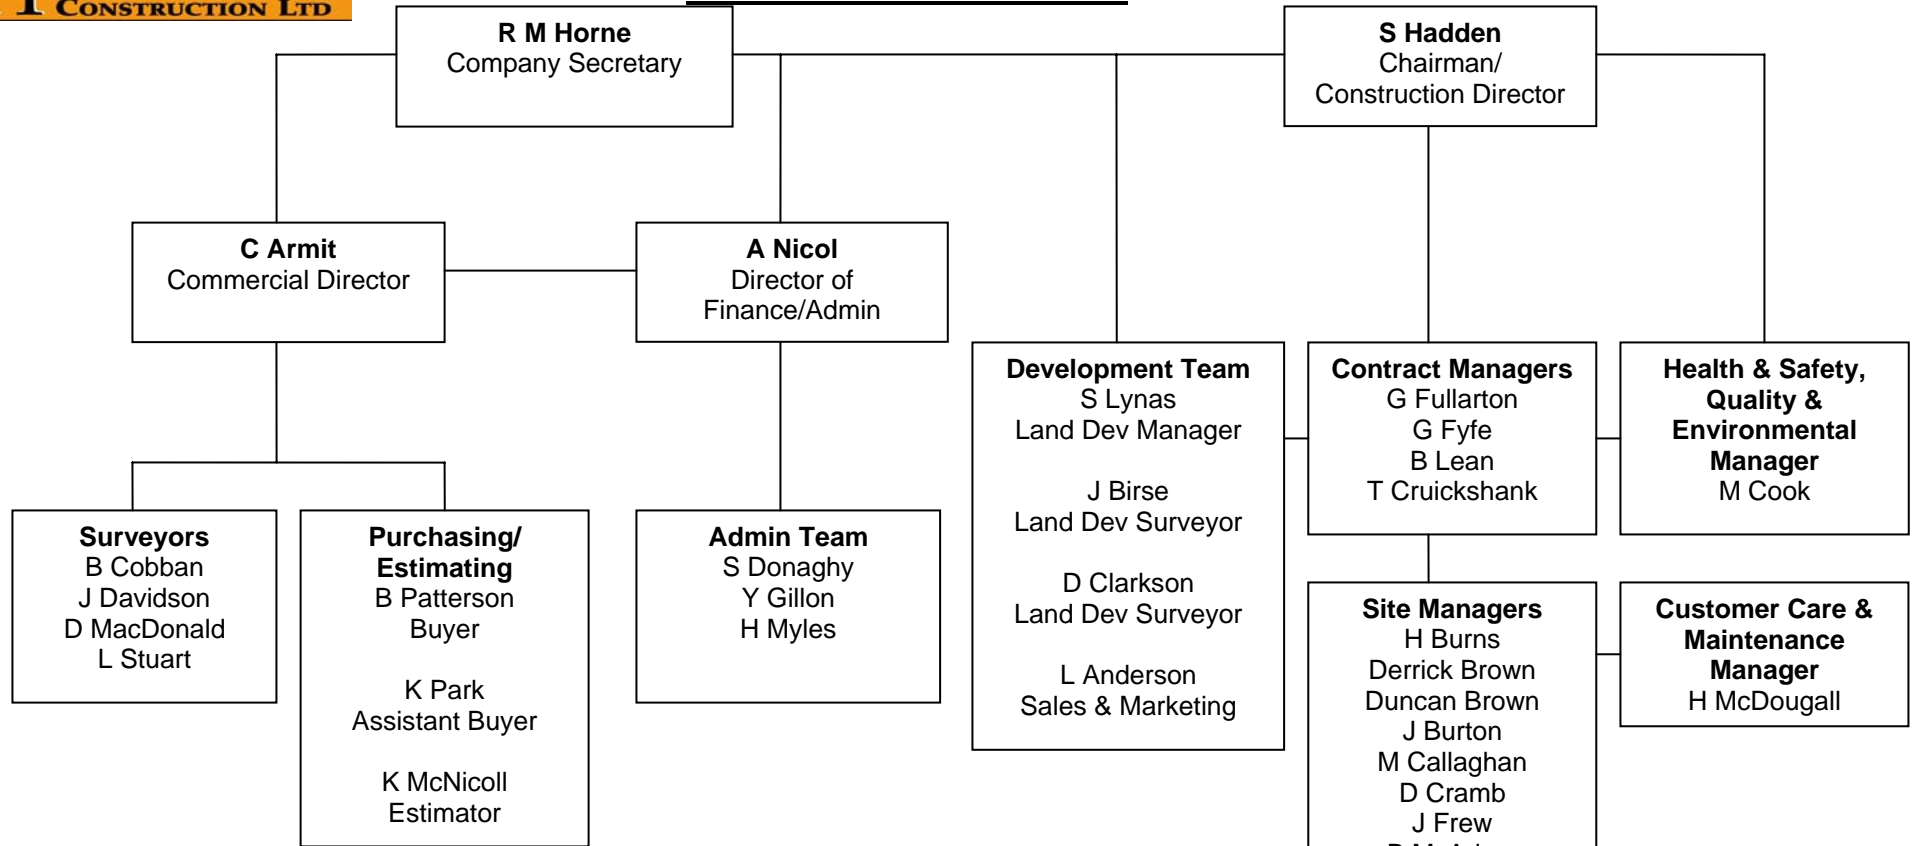 CONSTRUCTION LTD
R M Horne
Company Secretary
S Hadden
Chairman/
Construction Director
C Armit
Commercial Director
A Nicol
Director of
Finance/Admin
Development Team
S Lynas
Land Dev Manager
J Birse
Land Dev Surveyor
D Clarkson
Land Dev Surveyor
L Anderson
Sales & Marketing
Contract Managers
G Fullarton
G Fyfe
B Lean
T Cruickshank
Health & Safety,
Quality &
Environmental
Manager
M Cook
Surveyors
B Cobban
J Davidson
D MacDonald
L Stuart
Purchasing/
Estimating
B Patterson
Buyer
K Park
Assistant Buyer
K McNicoll
Estimator
Admin Team
S Donaghy
Y Gillon
H Myles
Site Managers
H Burns
Derrick Brown
Duncan Brown
J Burton
M Callaghan
D Cramb
J Frew
Customer Care &
Maintenance
Manager
H McDougall